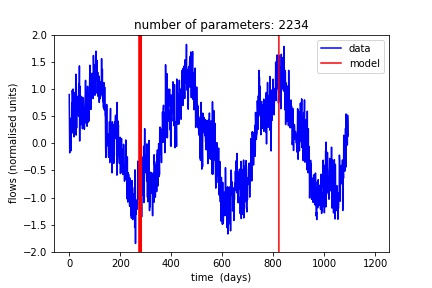 number of parameters: 2234
data
model
2.0
1.5
1.0
0.5
0.0
−0.5
−1.0
−1.5
−2.0
flows (normalised units)
0 200 400 600 800 1000 1200
time (days)